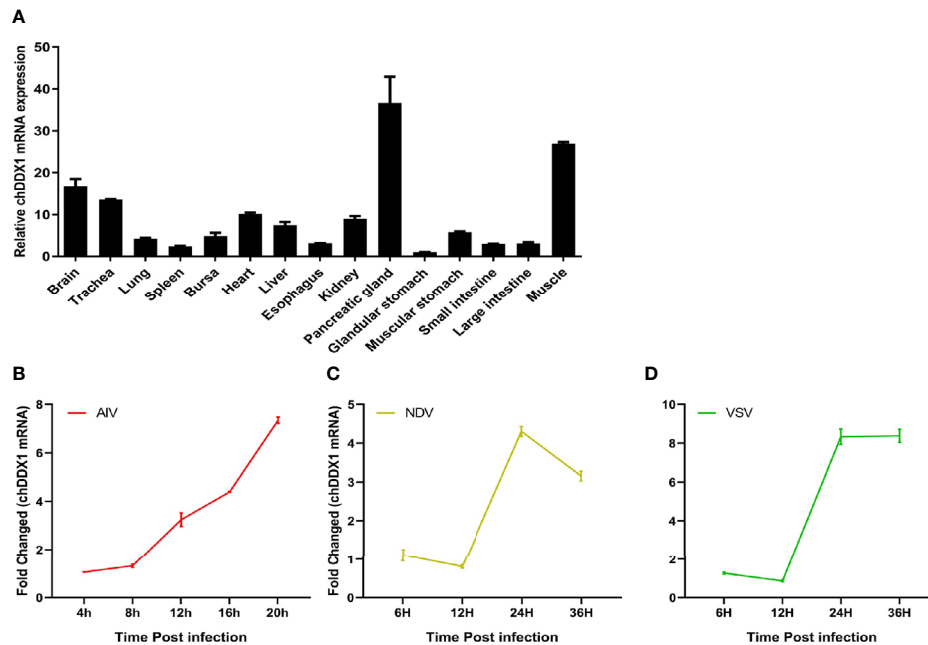 A
Relative chDDX1 mRNA expression
50
40
30
20
10
0
Brain
Trachea
Lung
Spleen
Bursa
Heart
Liver
Esophagus
Kidney
Pancreatic gland
Glandular stomach
Muscular stomach
Small intestine
Large intestine
Muscle
B
Fold Changed (chDDX1 mRNA)
8
6
4
2
0
AIV
4h 8h 12h 16h 20h
Time Post infection
C
Fold Changed (chDDX1 mRNA)
5
4
3
2
1
0
NDV
6H 12H 24H 36H
Time Post infection
D
Fold Changed (chDDX1 mRNA)
10
8
6
4
2
0
VSV
6H 12H 24H 36H
Time Post infection